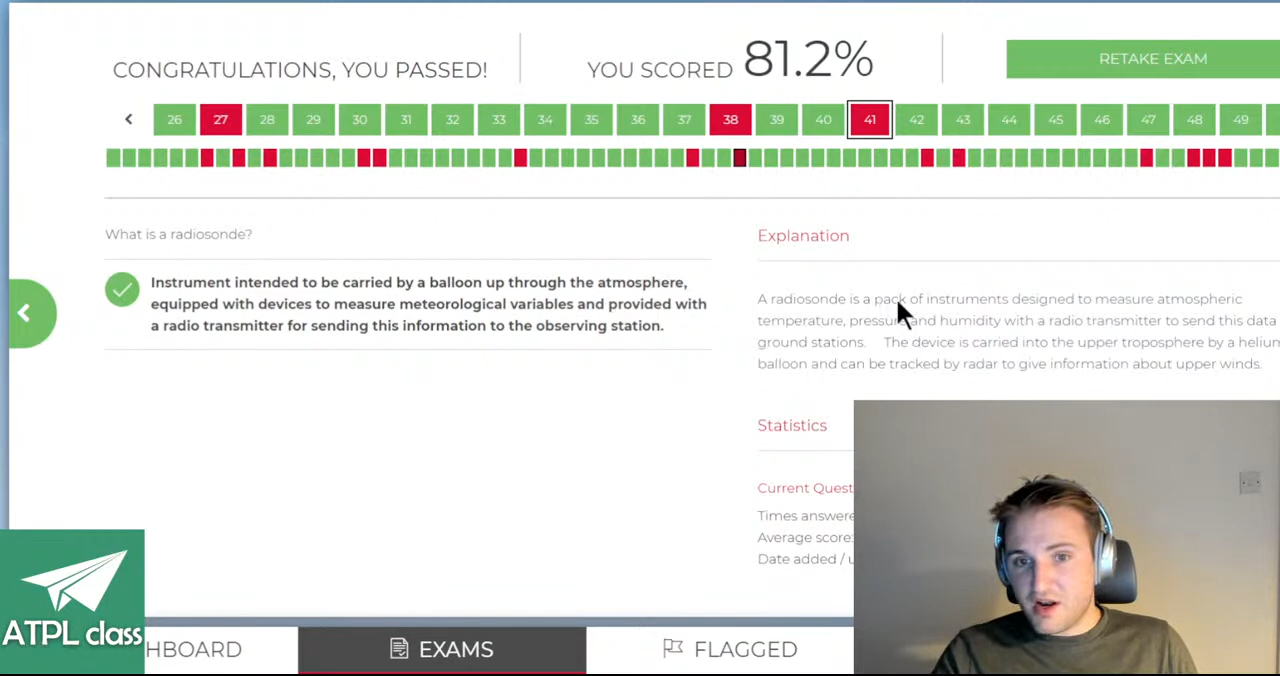 CONGRATULATIONS, YOU PASSED!
YOU SCORED 81.2%
RETAKE EXAM
26 27 28 29 30 31 32 33 34 35 36 37 38 39 40 41 42 43 44 45 46 47 48 49
What is a radiosonde?
Instrument intended to be carried by a balloon up through the atmosphere,
equipped with devices to measure meteorological variables and provided with
a radio transmitter for sending this information to the observing station.
Explanation
A radiosonde is a pack of instruments designed to measure atmospheric
temperature, pressure and humidity with a radio transmitter to send this data
ground stations. The device is carried into the upper troposphere by a helium
balloon and can be tracked by radar to give information about upper winds.
Statistics
Current Quest
Times answere
Average score:
Date added / u
ATPL class
HBOARD
EXAMS
FLAGGED